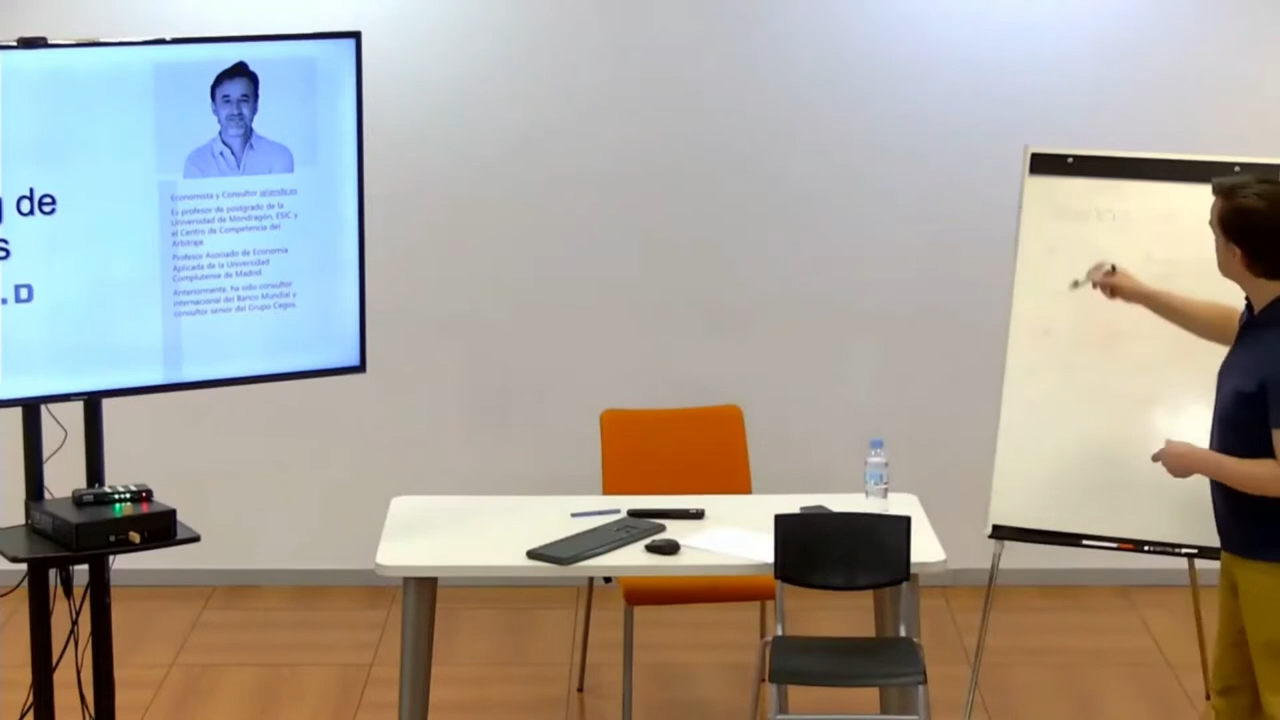 g de
s
.D
Economista y Consultor
Es profesor de postgrado de la
Universidad de Mondragón, ESIC y
el Centro de Competencia del
Arbitraje.
Profesor Asociado de Economía
Aplicada de la Universidad
Complutense de Madrid.
Anteriormente, ha sido consultor
internacional del Banco Mundial y
consultor senior del Grupo Cegos.